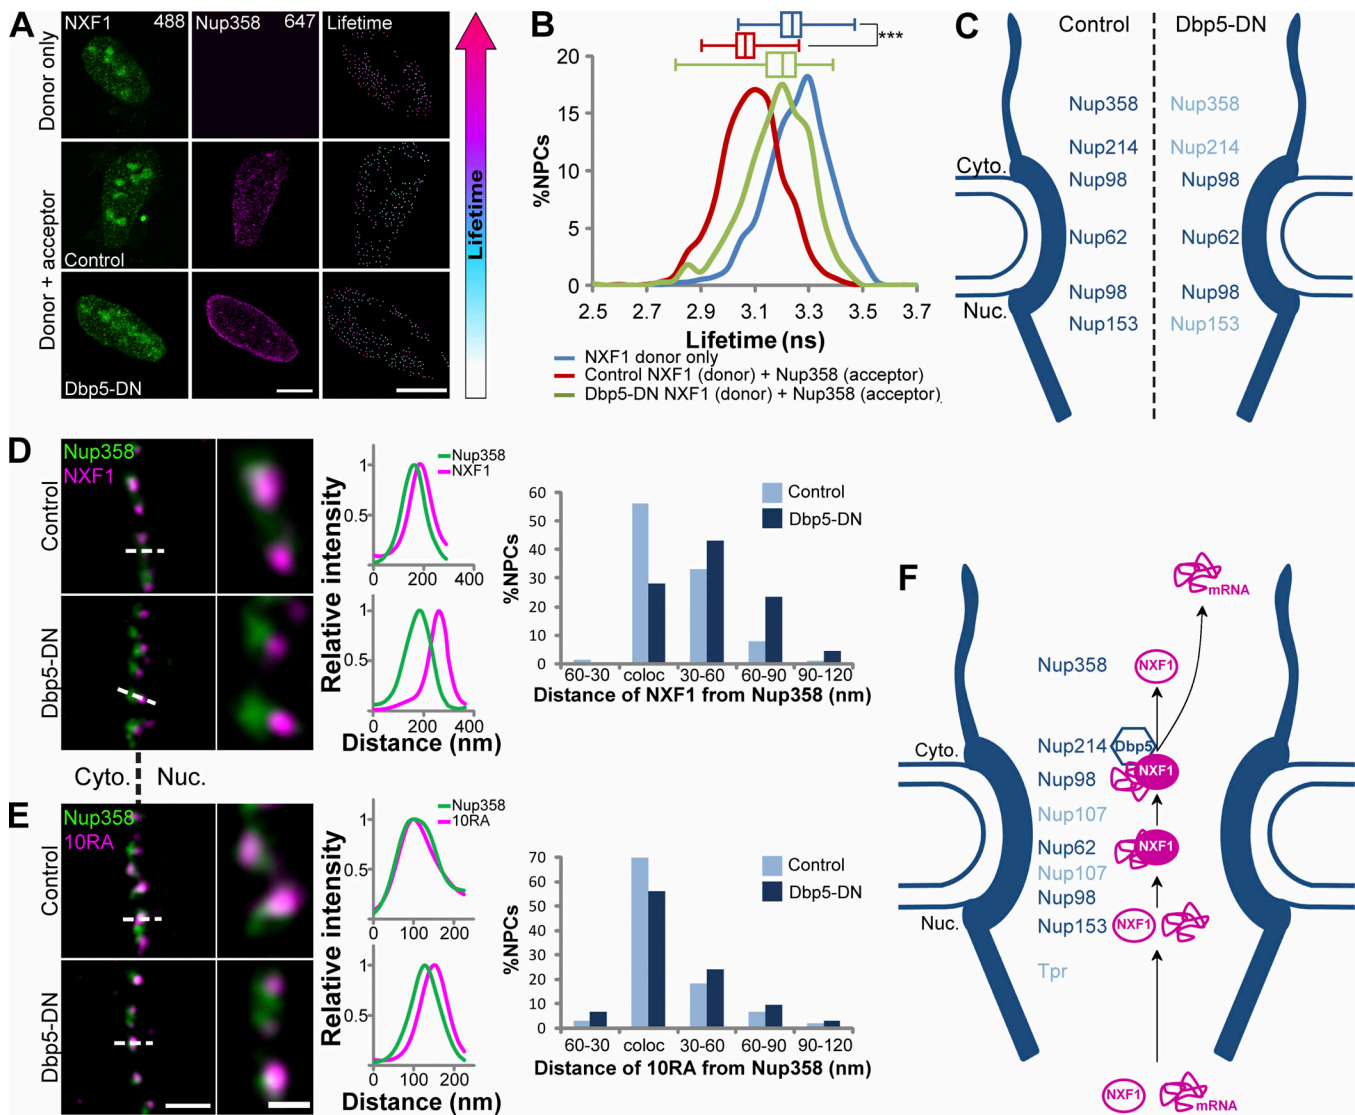 A
NXF1 488
Nup358 647
Lifetime
Donor only
Donor + acceptor
Control
Dbp5-DN
Lifetime
B
***
%NPCs
20
15
10
5
0
2.5 2.7 2.9 3.1 3.3 3.5 3.7
Lifetime (ns)
NXF1 donor only
Control NXF1 (donor) + Nup358 (acceptor)
Dbp5-DN NXF1 (donor) + Nup358 (acceptor)
C
Control Dbp5-DN
Nup358 Nup358
Nup214 Nup214
Cyto.
Nup98 Nup98
Nup62 Nup62
Nup98 Nup98
Nuc.
Nup153 Nup153
D
Nup358
NXF1
Control
Dbp5-DN
Cyto. Nuc.
Relative intensity
Nup358
NXF1
1
0.5
0 200 400
Relative intensity
1
0.5
0 200 400
Distance (nm)
%NPCs
60
50
40
30
20
10
0
Control
Dbp5-DN
60-30 coloc 30-60 60-90 90-120
Distance of NXF1 from Nup358 (nm)
E
Nup358
10RA
Control
Dbp5-DN
Relative intensity
Nup358
10RA
1
0.5
0 100 200
Relative intensity
1
0.5
0 100 200
Distance (nm)
%NPCs
70
60
50
40
30
20
10
0
Control
Dbp5-DN
60-30 coloc 30-60 60-90 90-120
Distance of 10RA from Nup358 (nm)
F
mRNA
Nup358
NXF1
Cyto.
Nup214
Dbp5
NXF1
Nup98
Nup107
Nup62
NXF1
Nup107
Nup98
Nuc.
Nup153
NXF1
Tpr
NXF1
mRNA